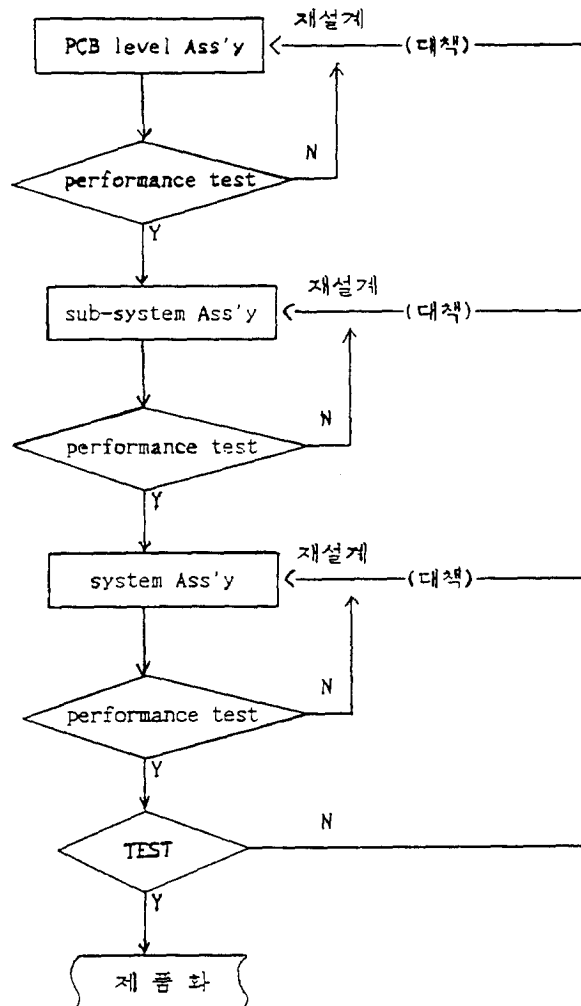 재설계
PCB level Ass'y
(대책)
N
performance test
Y
재설계
sub-system Ass'y
(대책)
N
performance test
Y
재설계
system Ass'y
(대책)
N
performance test
Y
N
TEST
Y
제 품 화